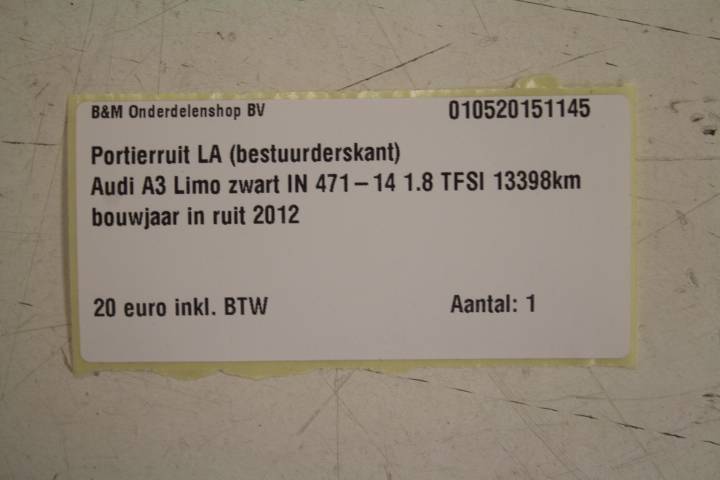 B&M Onderdelenshop BV 010520151145
Portierruit LA (bestuurderskant)
Audi A3 Limo zwart IN 471-14 1.8 TFSI 13398km
bouwjaar in ruit 2012
20 euro inkl. BTW Aantal: 1